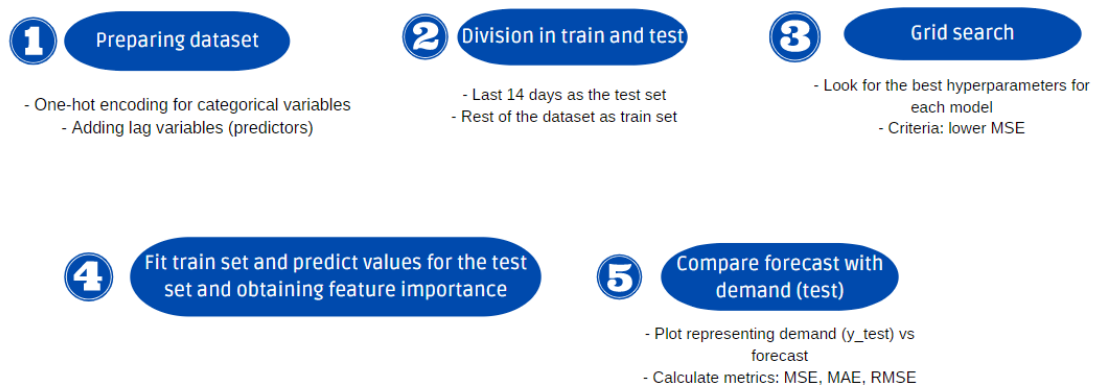 1 Preparing dataset
- One-hot encoding for categorical variables
- Adding lag variables (predictors)
2 Division in train and test
- Last 14 days as the test set
- Rest of the dataset as train set
3 Grid search
- Look for the best hyperparameters for
each model
- Criteria: lower MSE
4 Fit train set and predict values for the test
set and obtaining feature importance
5 Compare forecast with
demand (test)
- Plot representing demand (y_test) vs
forecast
- Calculate metrics: MSE, MAE, RMSE